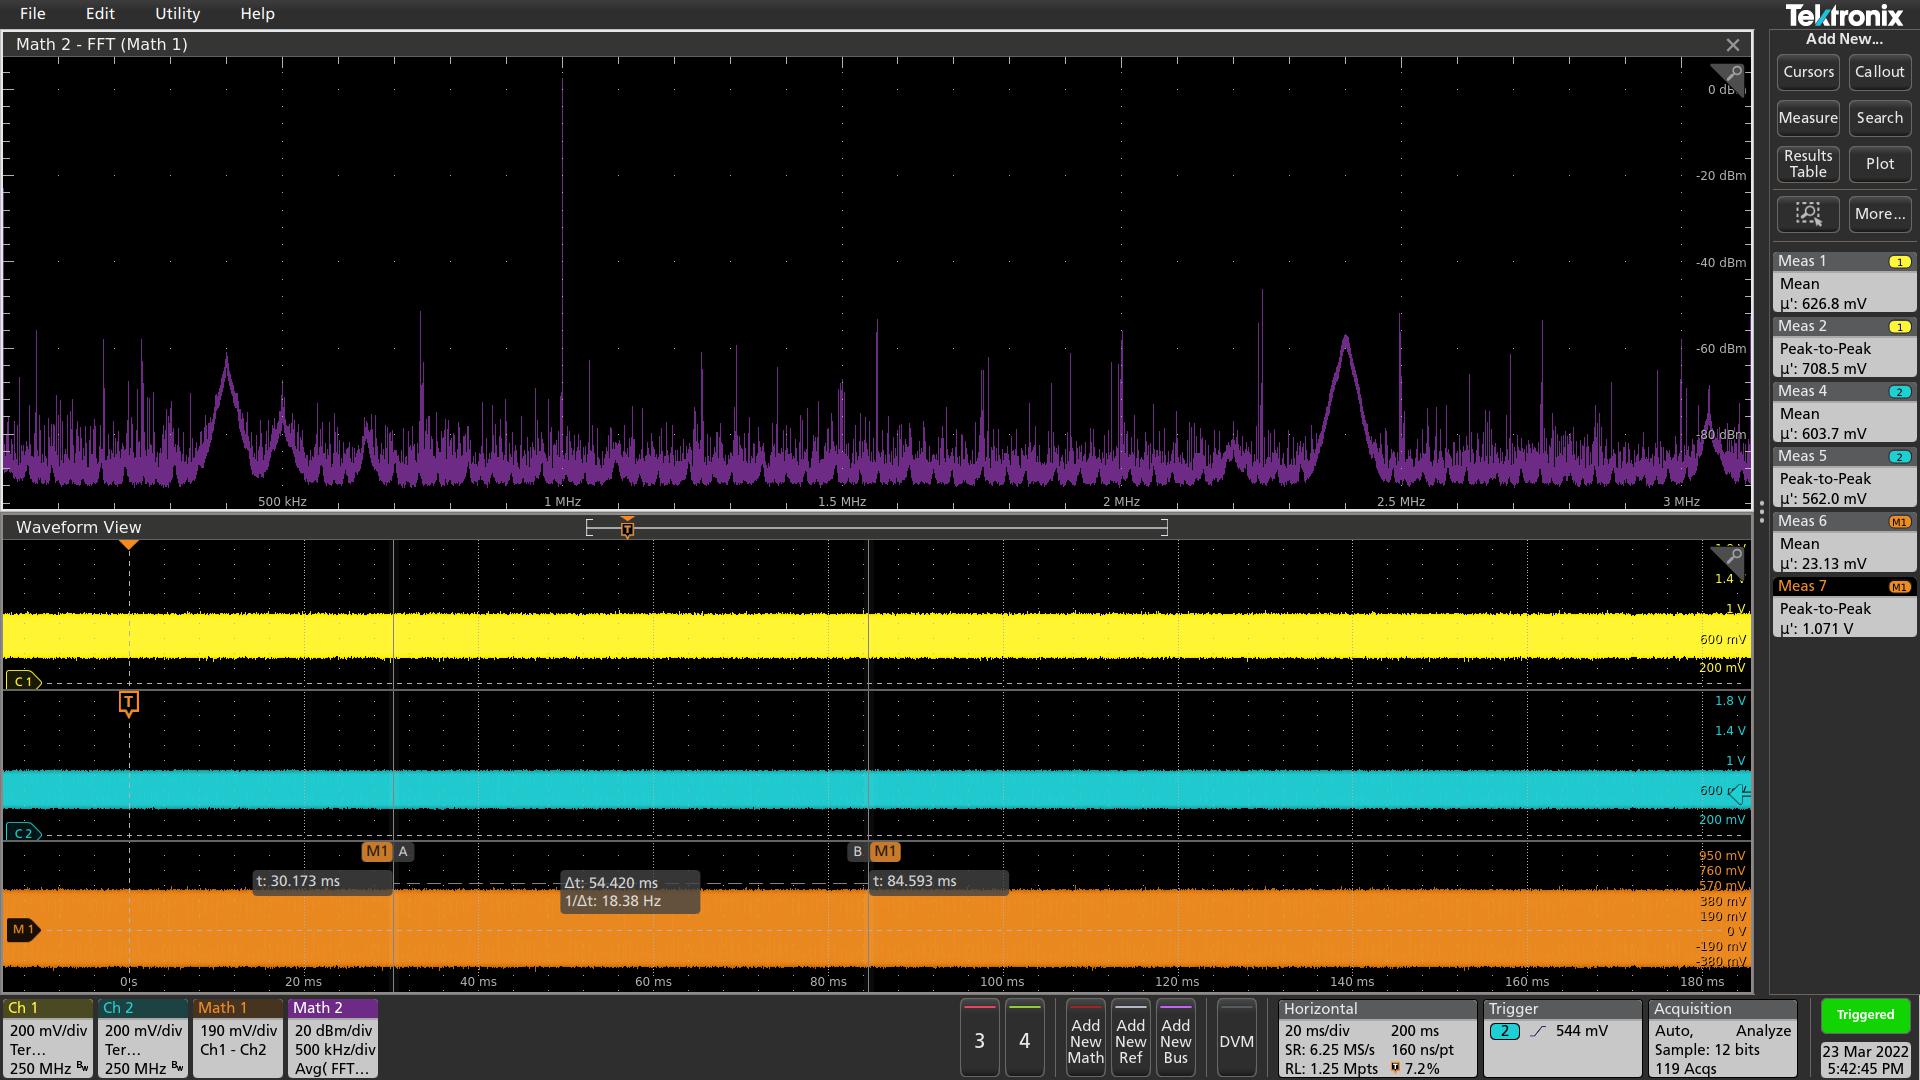 File Edit Utility Help
Tektronix
Math 2 - FFT (Math 1)
Add New...
Cursors Callout
Measure Search
Results Table Plot
More...
0 dBm
-20 dBm
-40 dBm
-60 dBm
-80 dBm
500 kHz 1 MHz 1.5 MHz 2 MHz 2.5 MHz 3 MHz
Meas 1 1
Mean
µ': 626.8 mV
Meas 2 1
Peak-to-Peak
µ': 708.5 mV
Meas 4 2
Mean
µ': 603.7 mV
Meas 5 2
Peak-to-Peak
µ': 562.0 mV
Meas 6 M1
Mean
µ': 23.13 mV
Meas 7 M1
Peak-to-Peak
µ': 1.071 V
Waveform View
T
1.4
1 V
600 mV
200 mV
C 1
T
1.8 V
1.4 V
1 V
600
200 mV
C 2
M1 A B M1
t: 30.173 ms
Δt: 54.420 ms
1/Δt: 18.38 Hz
t: 84.593 ms
950 mV
760 mV
570 mV
380 mV
190 mV
0 V
-190 mV
-380 mV
M 1
0 s 20 ms 40 ms 60 ms 80 ms 100 ms 120 ms 140 ms 160 ms 180 ms
Ch 1
200 mV/div
Ter...
250 MHz Bw
Ch 2
200 mV/div
Ter...
250 MHz Bw
Math 1
190 mV/div
Ch1 - Ch2
Math 2
20 dBm/div
500 kHz/div
Avg( FFT...
3 4
Add New Math
Add New Ref
Add New Bus
DVM
Horizontal
20 ms/div 200 ms
SR: 6.25 MS/s 160 ns/pt
RL: 1.25 Mpts T 7.2%
Trigger
2 544 mV
Acquisition
Auto, Analyze
Sample: 12 bits
119 Acqs
Triggered
23 Mar 2022
5:42:45 PM